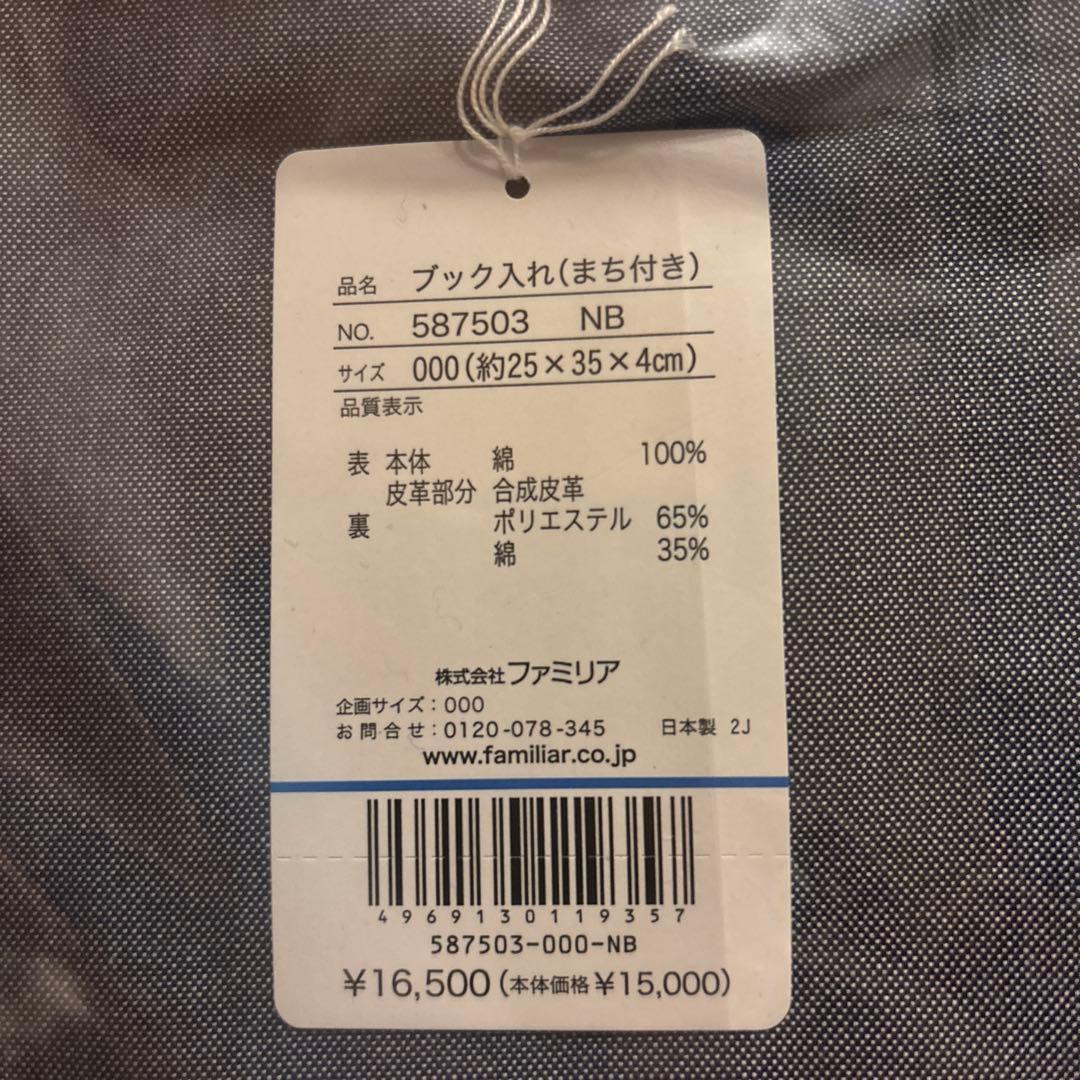 品名 ブック入れ(まち付き)
NO. 587503 NB
サイズ 000(約25×35×4cm)
品質表示
表 本体 綿 100%
皮革部分 合成皮革
裏 ポリエステル 65%
綿 35%
株式会社ファミリア
企画サイズ:000
お問合せ:0120-078-345 日本製 2J
www.familiar.co.jp
4969130119357
587503-000-NB
¥16,500(本体価格¥15,000)